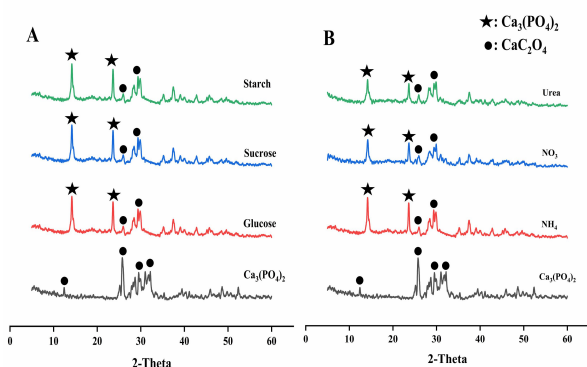 ★: Ca₃(PO₄)₂
●: CaC₂O₄
A
Starch
Sucrose
Glucose
Ca₃(PO₄)₂
0 10 20 30 40 50 60
2-Theta
B
Urea
NO₃
NH₄
Ca₃(PO₄)₂
0 10 20 30 40 50 60
2-Theta